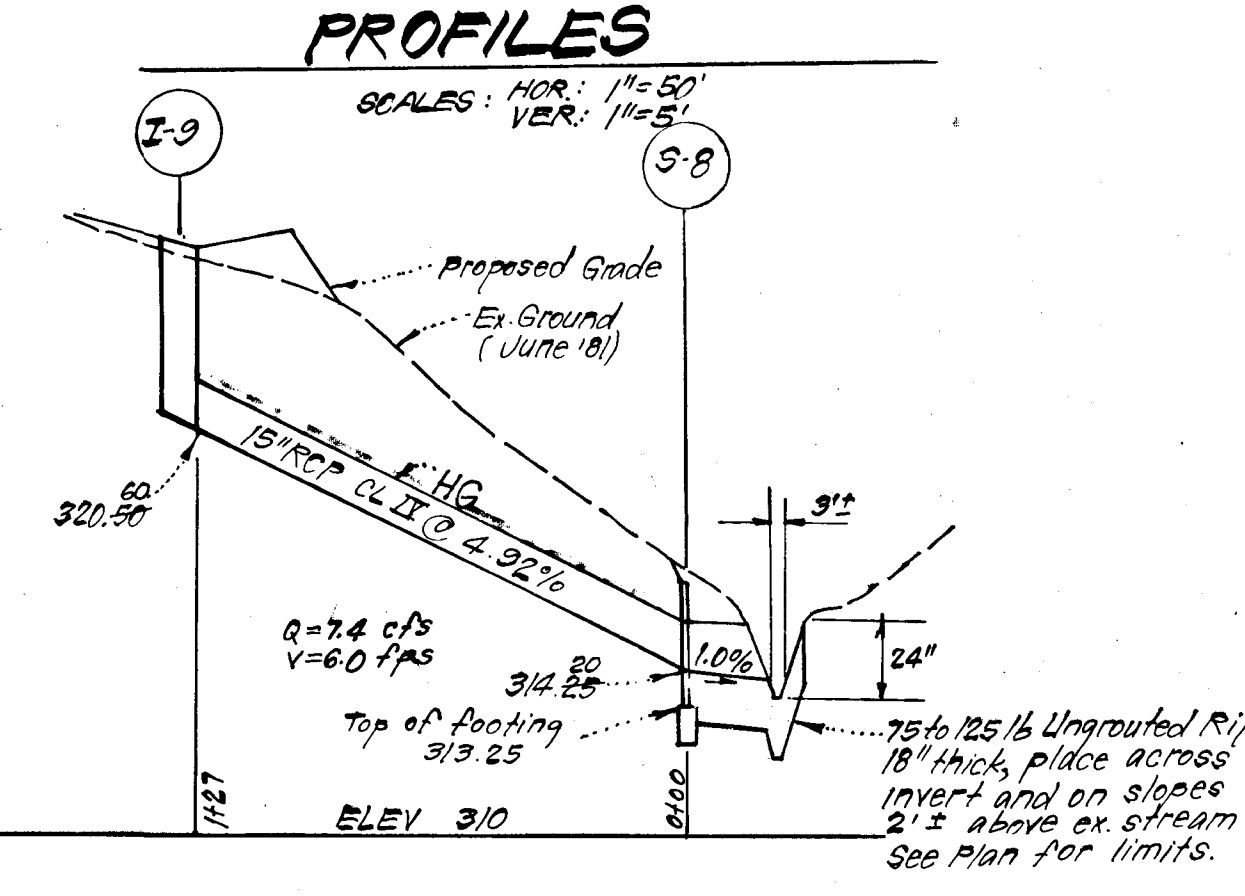 PROFILES
SCALES: HOR.: 1"=50'
VER.: 1"=5'
I-9
S-8
Proposed Grade
Ex. Ground
(June '81)
HG
15" RCP CL IV @ 4.92%
60
320.50
3'±
Q=7.4 cfs
V=6.0 fps
20
314.25
1.0%
24"
Top of footing
313.25
75 to 125 lb Ungrouted
18" thick, place across
invert and on slopes
2' ± above ex. stream
See Plan for limits.
1+27
0+00
ELEV 310